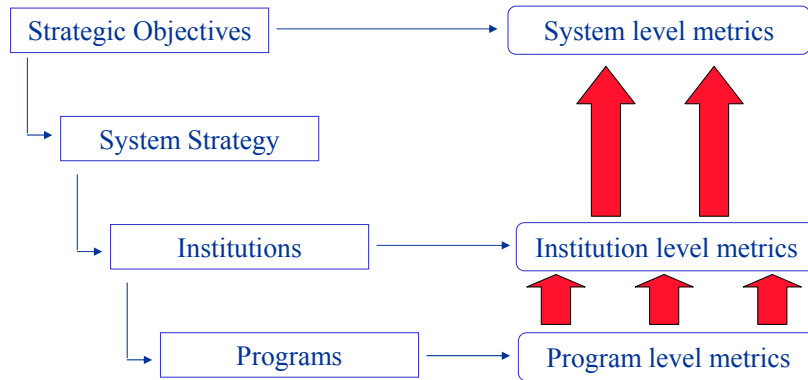 Strategic Objectives
System level metrics
System Strategy
Institutions
Institution level metrics
Programs
Program level metrics